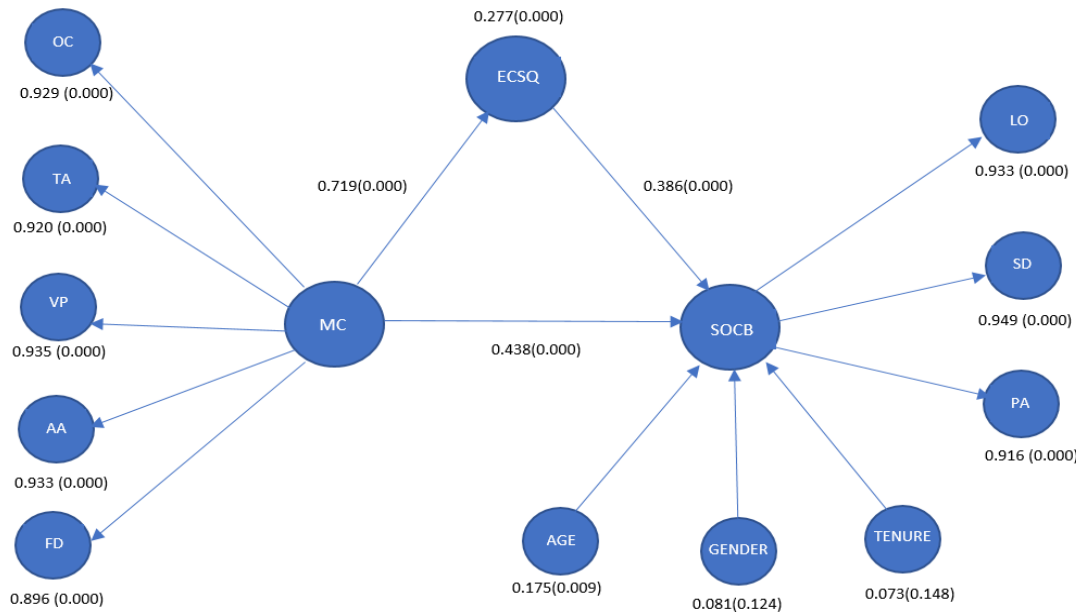 0.277(0.000)
OC
0.929 (0.000)
ECSQ
LO
0.933 (0.000)
TA
0.920 (0.000)
0.719(0.000)
0.386(0.000)
SD
0.949 (0.000)
VP
0.935 (0.000)
MC
SOCB
0.438(0.000)
PA
0.916 (0.000)
AA
0.933 (0.000)
FD
0.896 (0.000)
AGE
0.175(0.009)
GENDER
0.081(0.124)
TENURE
0.073(0.148)